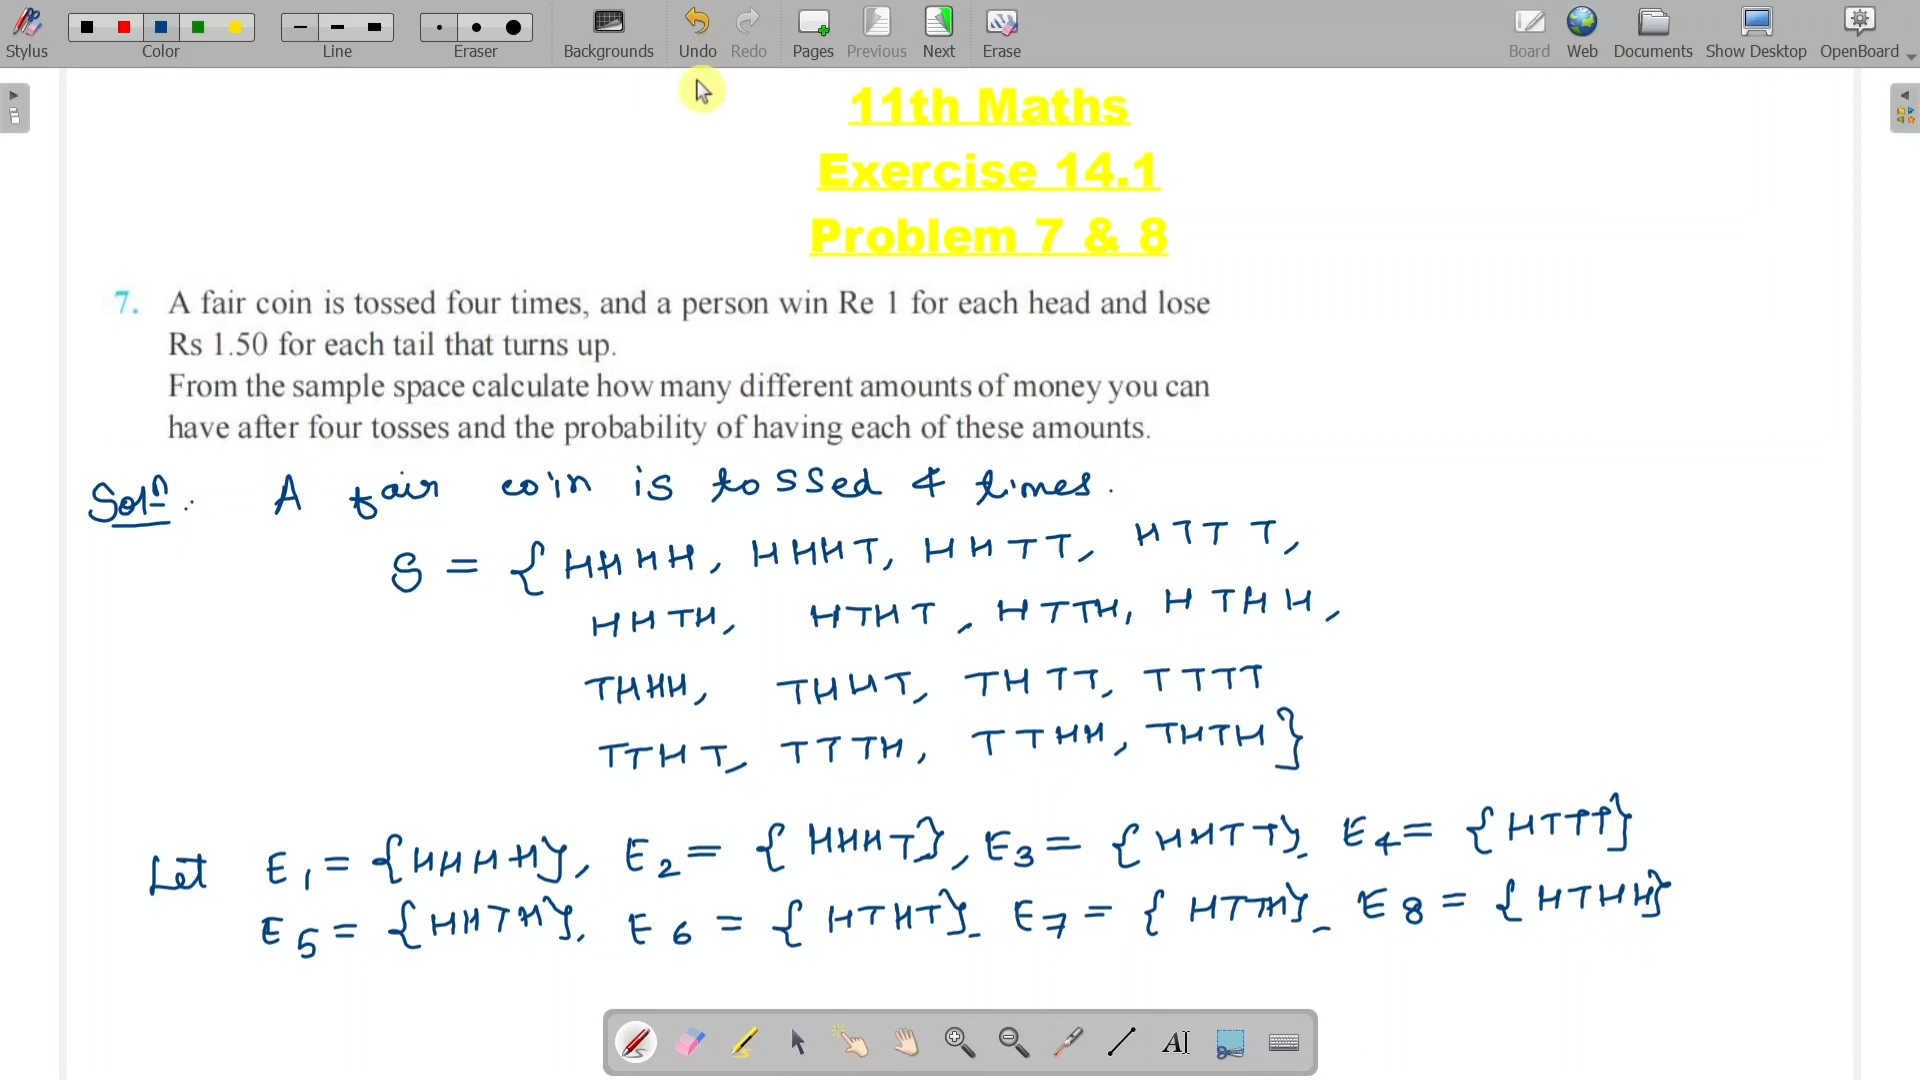 Stylus Color Line Eraser Backgrounds Undo Redo Pages Previous Next Erase Board Web Documents Show Desktop OpenBoard
11th Maths
Exercise 14.1
Problem 7 & 8
7. A fair coin is tossed four times, and a person win Re 1 for each head and lose
Rs 1.50 for each tail that turns up.
From the sample space calculate how many different amounts of money you can
have after four tosses and the probability of having each of these amounts.
Solⁿ: A fair coin is tossed 4 times.
S = {HHHH, HHHT, HHTT, HTTT,
HHTH, HTHT, HTTH, HTHH,
THHH, THHT, THTT, TTTT
TTHT, TTTH, TTHH, THTH}
Let E₁ = {HHHH}, E₂ = {HHHT}, E₃ = {HHTT}, E₄ = {HTTT}
E₅ = {HHTH}, E₆ = {HTHT}, E₇ = {HTTH}, E₈ = {HTHH}
AI